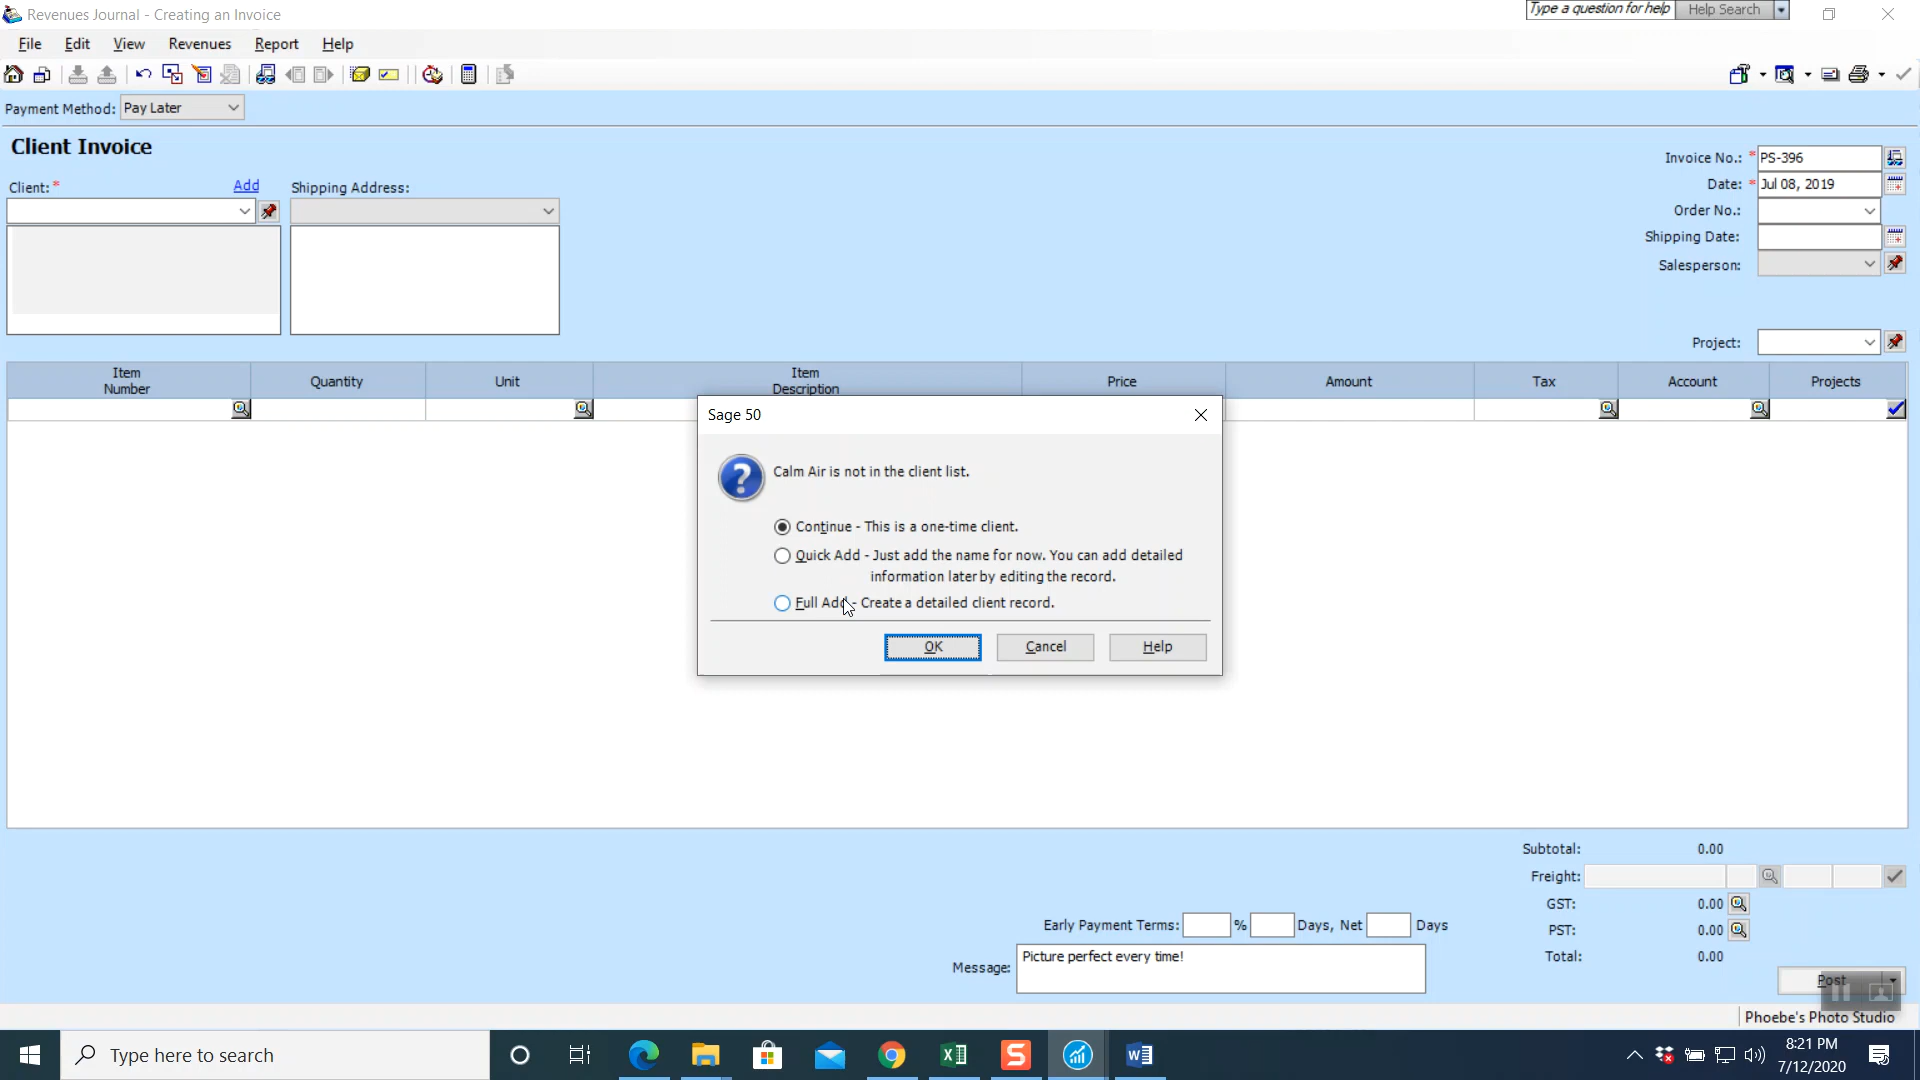 Revenues Journal - Creating an Invoice
Type a question for help
Help Search
File Edit View Revenues Report Help
Payment Method: Pay Later
Client Invoice
Invoice No.: * PS-396
Client: * Add Shipping Address:
Date: * Jul 08, 2019
Order No.:
Shipping Date:
Salesperson:
Project:
Item Number
Quantity
Unit
Item Description
Price
Amount
Tax
Account
Projects
Sage 50
Calm Air is not in the client list.
Continue - This is a one-time client.
Quick Add - Just add the name for now. You can add detailed
information later by editing the record.
Full Add - Create a detailed client record.
OK Cancel Help
Subtotal: 0.00
Freight:
GST: 0.00
Early Payment Terms: % Days, Net Days
PST: 0.00
Total: 0.00
Message: Picture perfect every time!
Post
Phoebe's Photo Studio
Type here to search
8:21 PM
7/12/2020